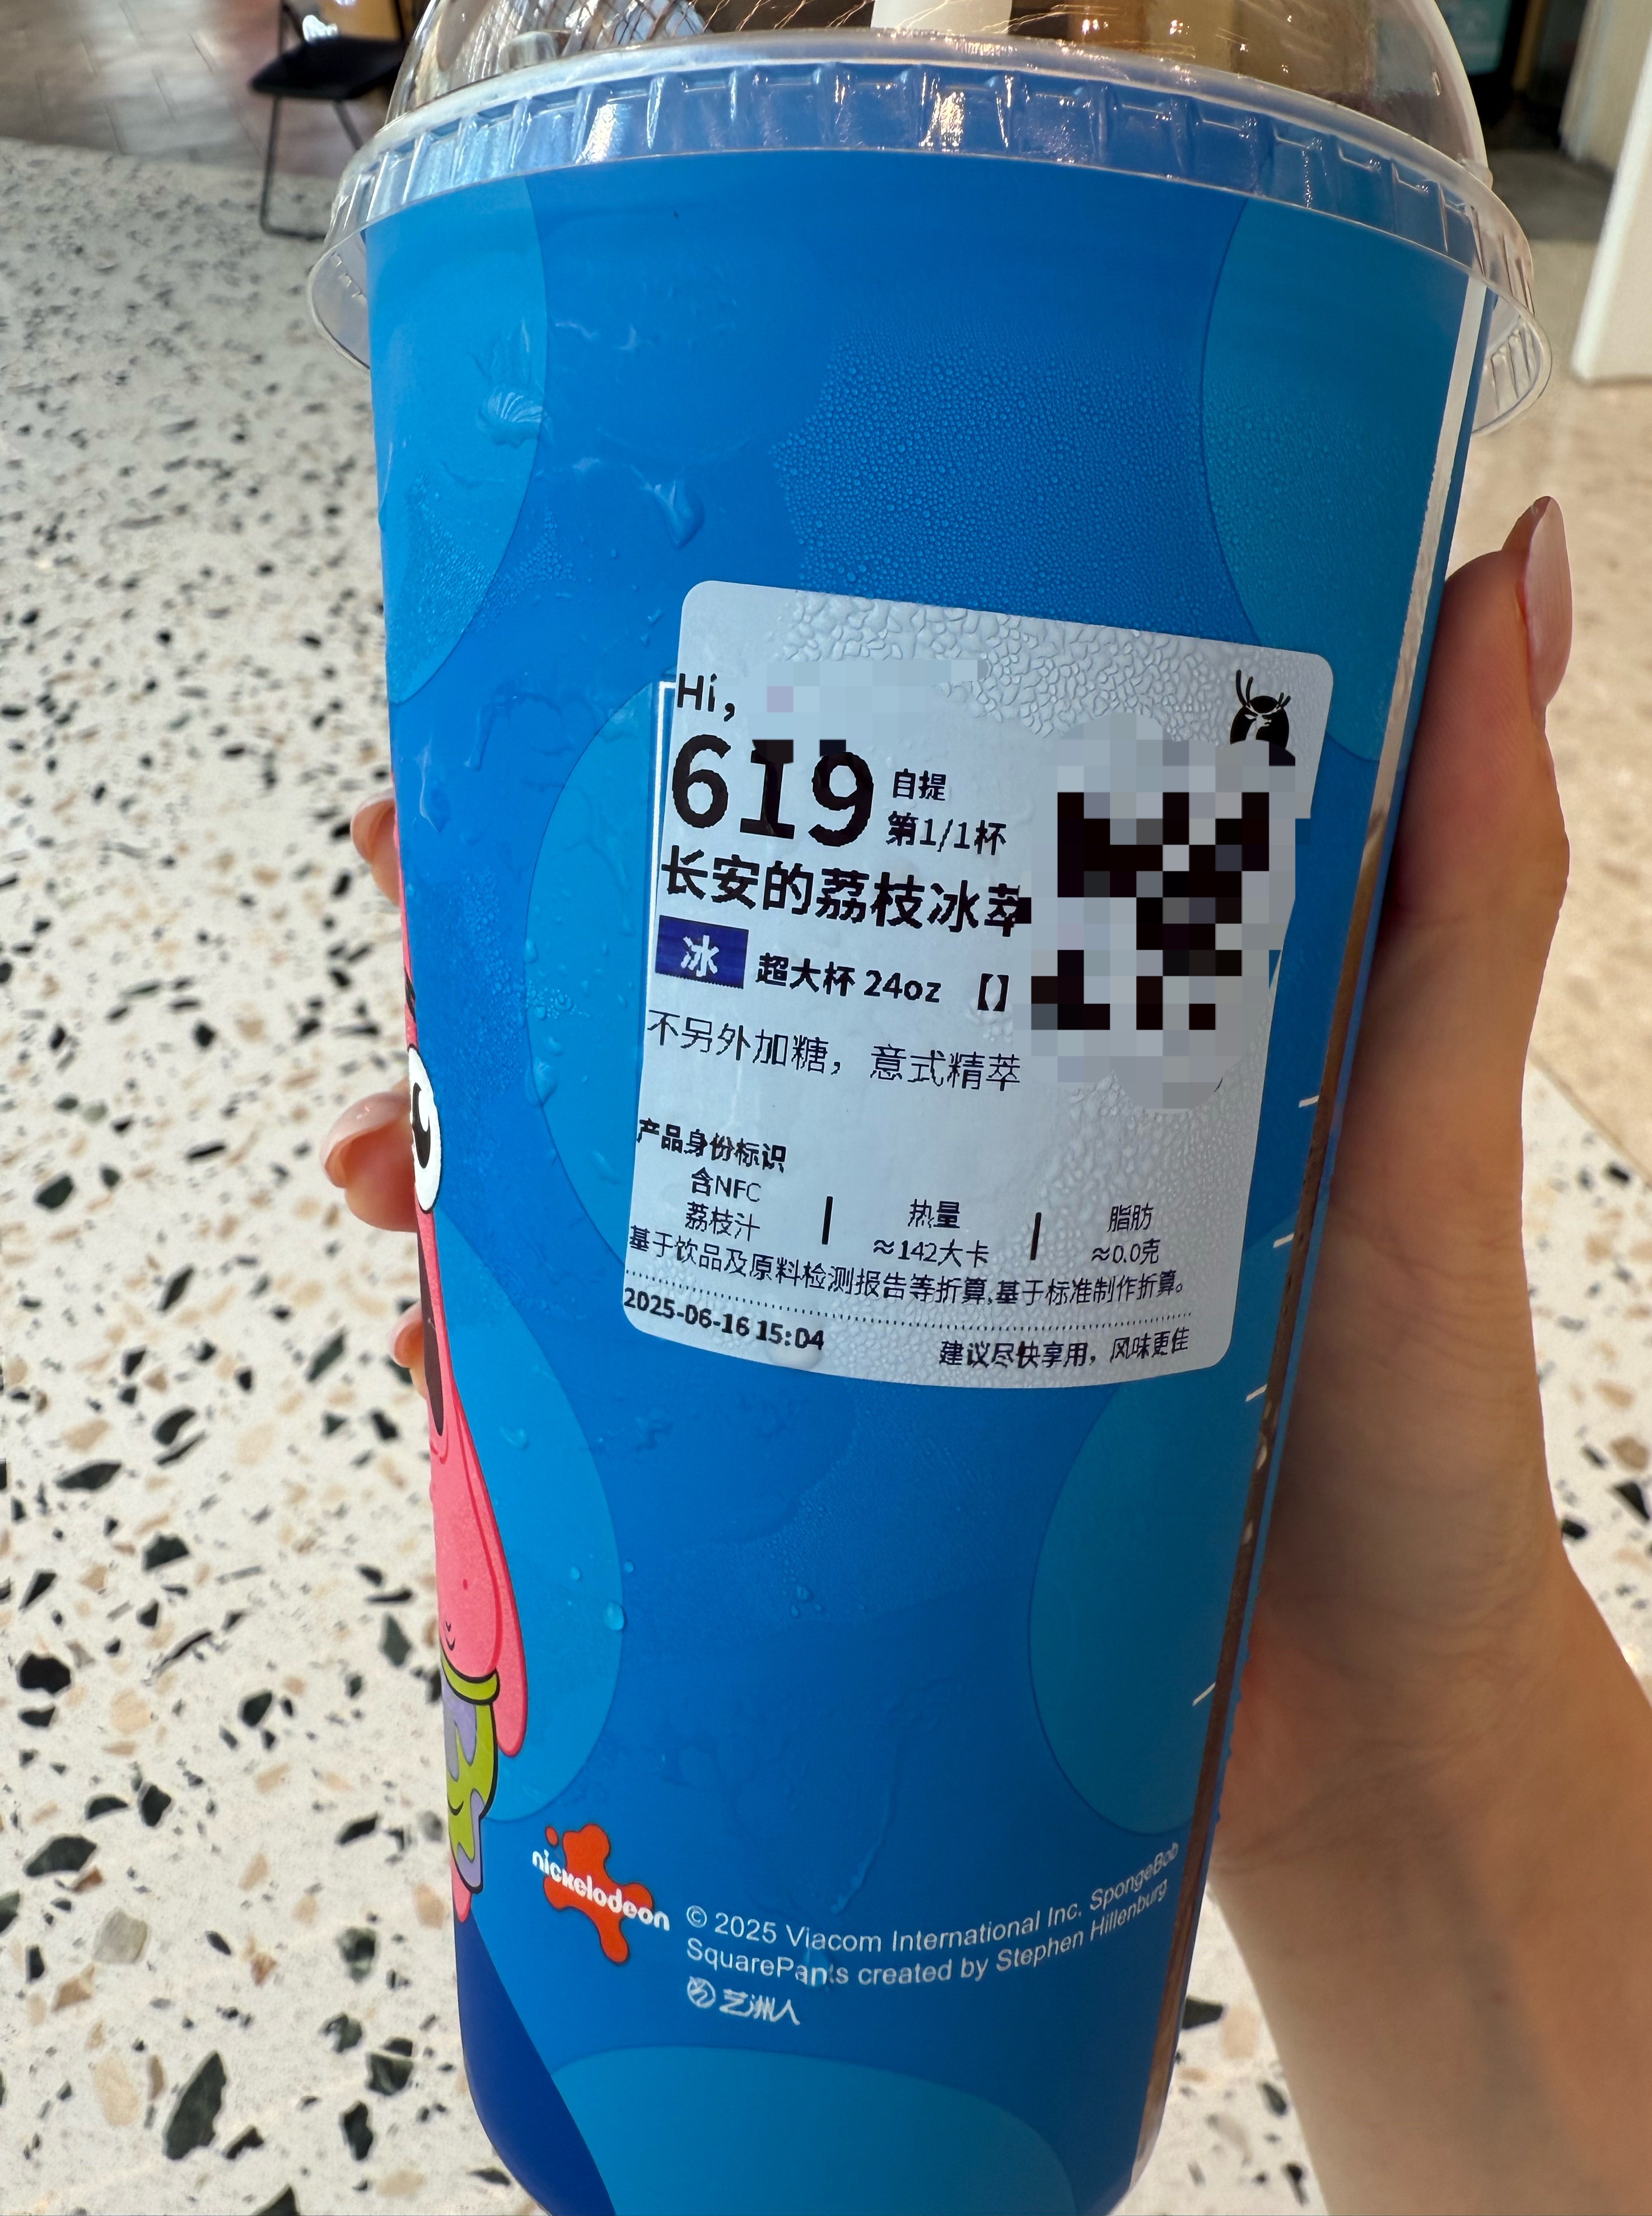 Hi,
619 自提
第1/1杯
长安的荔枝冰萃
冰 超大杯 24oz 【】
不另外加糖，意式精萃
产品身份标识
含NFC
荔枝汁
热量
≈142大卡
脂肪
≈0.0克
基于饮品及原料检测报告等折算,基于标准制作折算。
2025-06-16 15:04
建议尽快享用，风味更佳
nickelodeon
© 2025 Viacom International Inc. SpongeBob
SquarePants created by Stephen Hillenburg
艺洲人